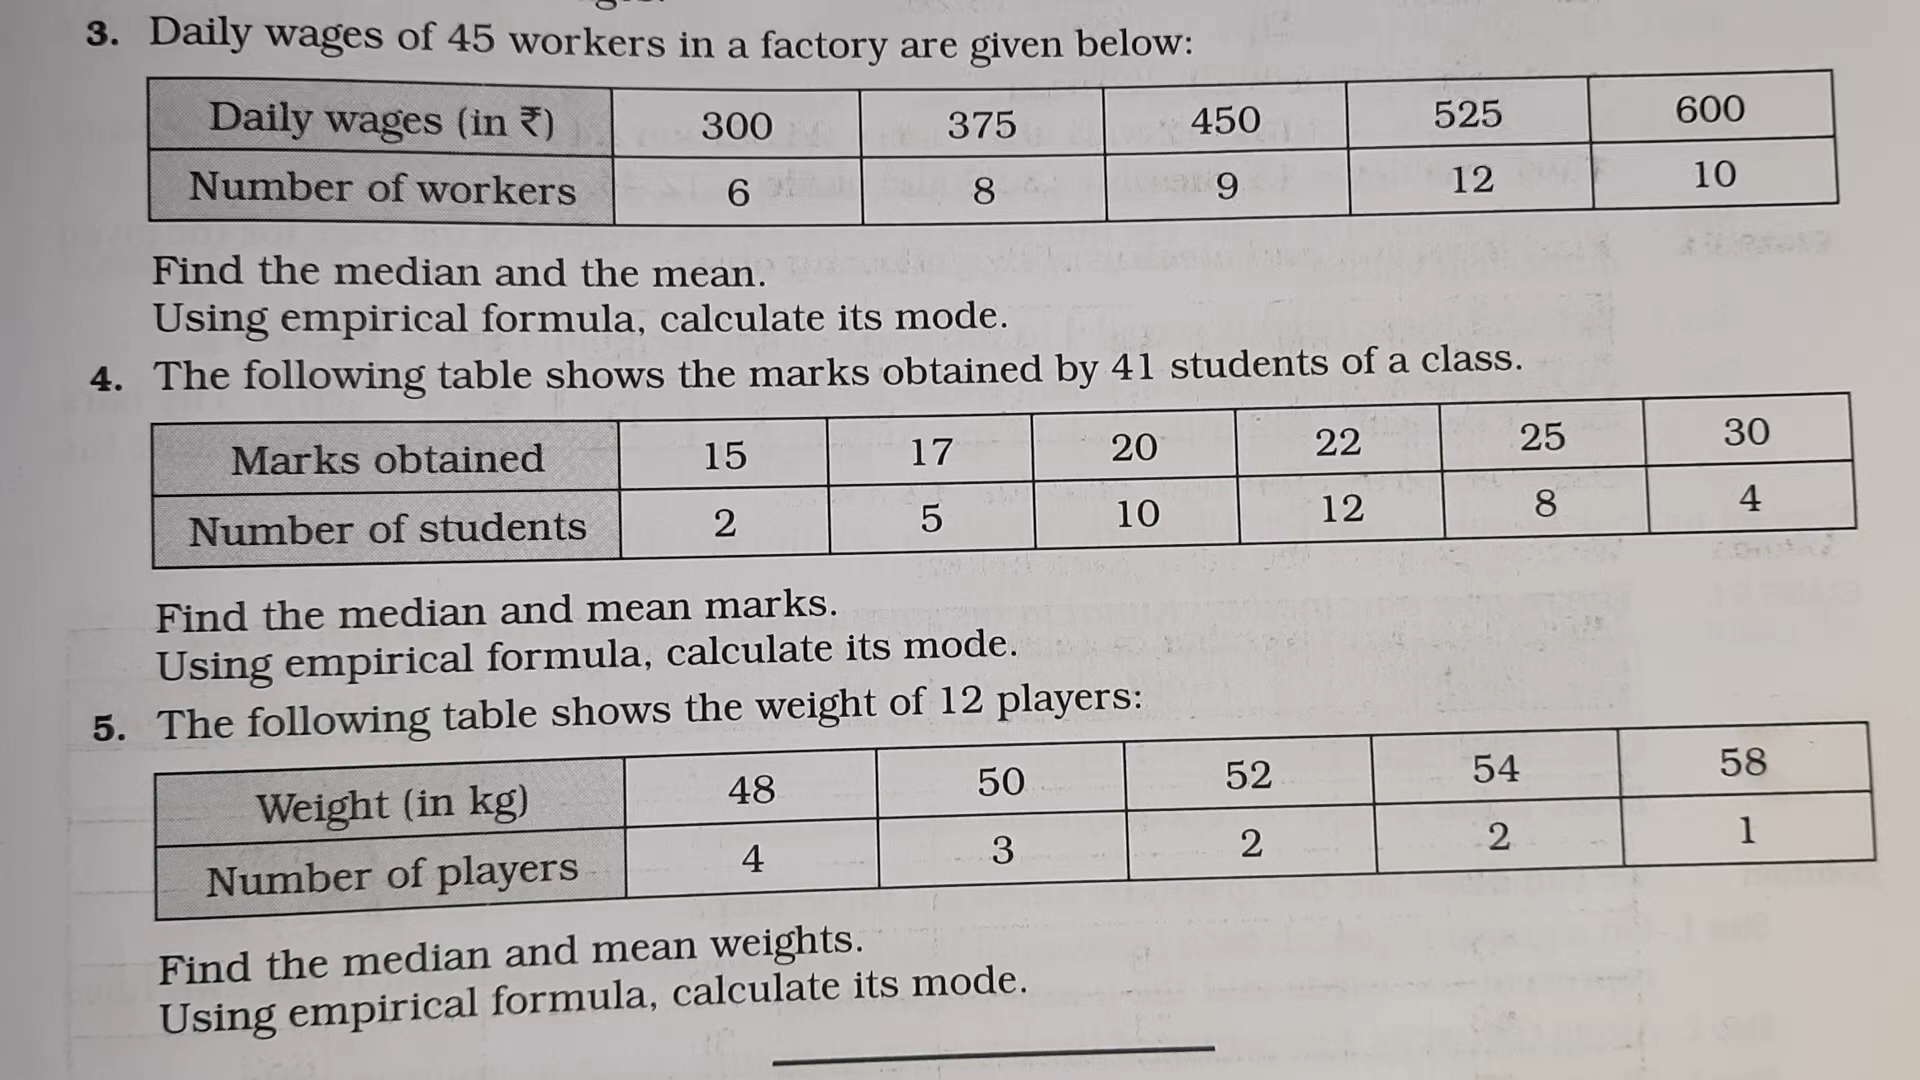 3. Daily wages of 45 workers in a factory are given below:
Daily wages (in ₹) 300 375 450 525 600
Number of workers 6 8 9 12 10
Find the median and the mean.
Using empirical formula, calculate its mode.
4. The following table shows the marks obtained by 41 students of a class.
Marks obtained 15 17 20 22 25 30
Number of students 2 5 10 12 8 4
Find the median and mean marks.
Using empirical formula, calculate its mode.
5. The following table shows the weight of 12 players:
Weight (in kg) 48 50 52 54 58
Number of players 4 3 2 2 1
Find the median and mean weights.
Using empirical formula, calculate its mode.